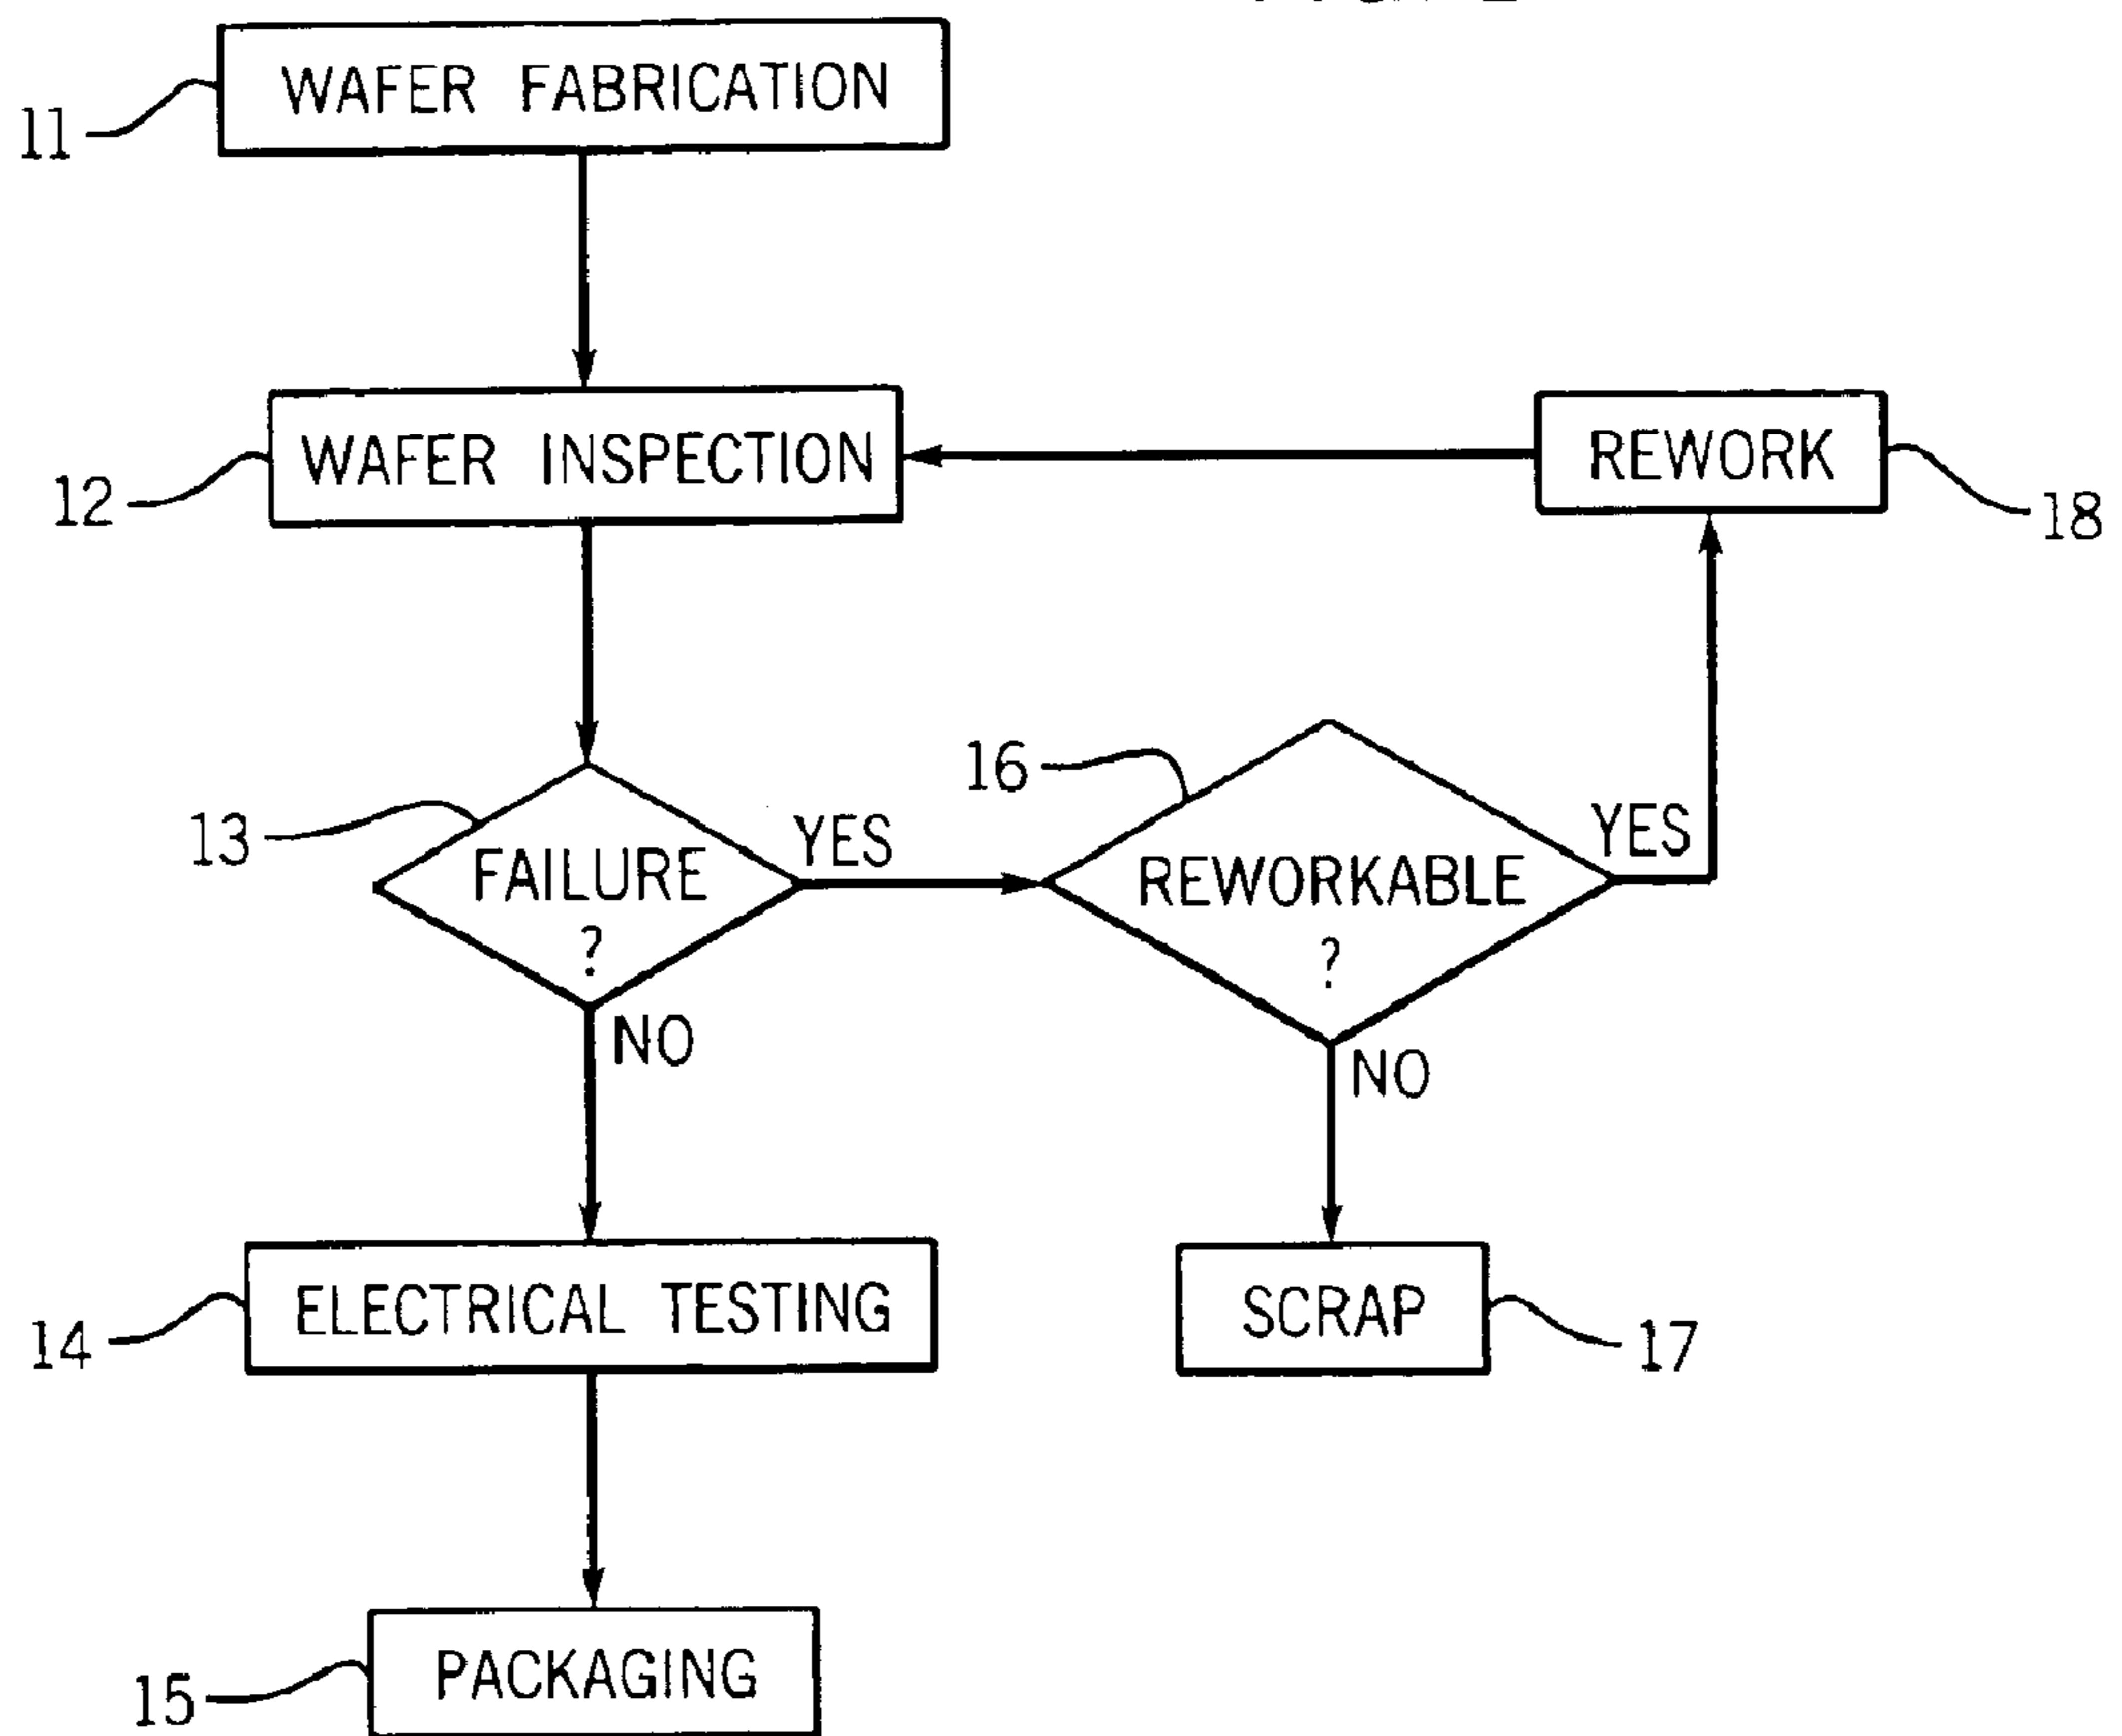 WAFER FABRICATION
11
WAFER INSPECTION
12
REWORK
18
13
FAILURE
?
YES
NO
16
REWORKABLE
?
YES
NO
ELECTRICAL TESTING
14
SCRAP
17
PACKAGING
15